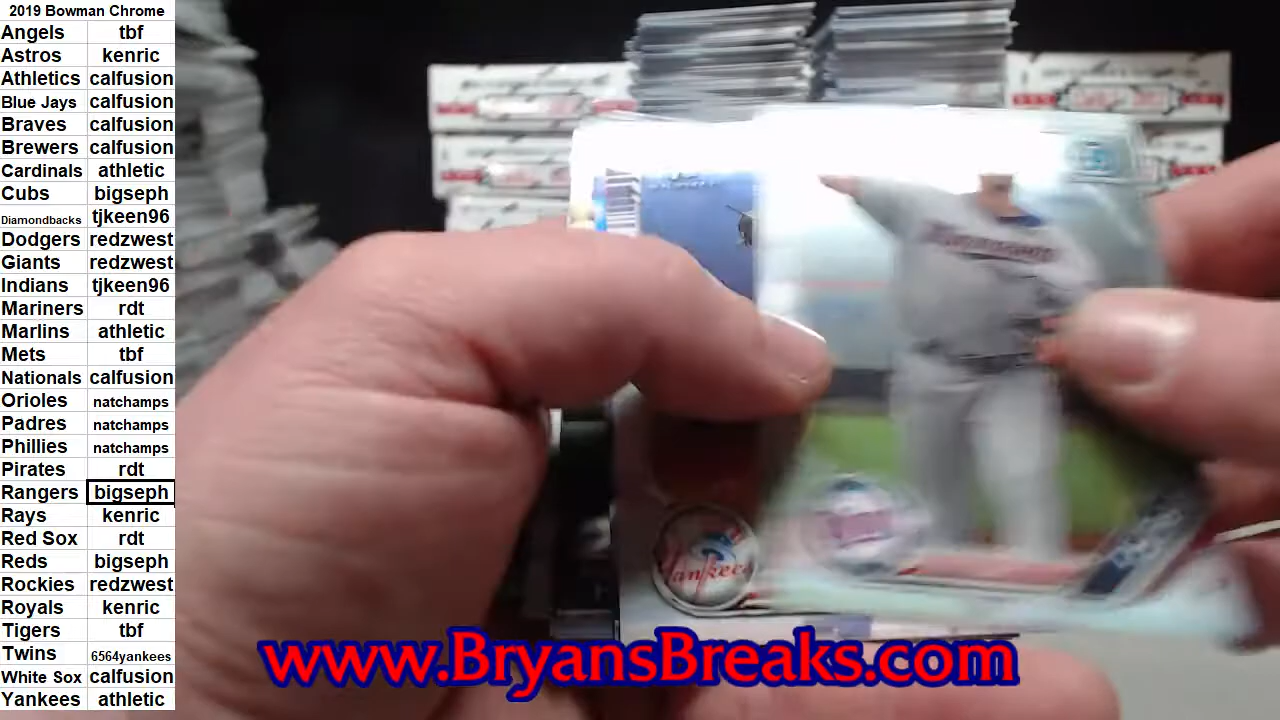 2019 Bowman Chrome
Angels tbf
Astros kenric
Athletics calfusion
Blue Jays calfusion
Braves calfusion
Brewers calfusion
Cardinals athletic
Cubs bigseph
Diamondbacks tjkeen96
Dodgers redzwest
Giants redzwest
Indians tjkeen96
Mariners rdt
Marlins athletic
Mets tbf
Nationals calfusion
Orioles natchamps
Padres natchamps
Phillies natchamps
Pirates rdt
Rangers bigseph
Rays kenric
Red Sox rdt
Reds bigseph
Rockies redzwest
Royals kenric
Tigers tbf
Twins 6564yankees
White Sox calfusion
Yankees athletic
Yankees
www.BryansBreaks.com